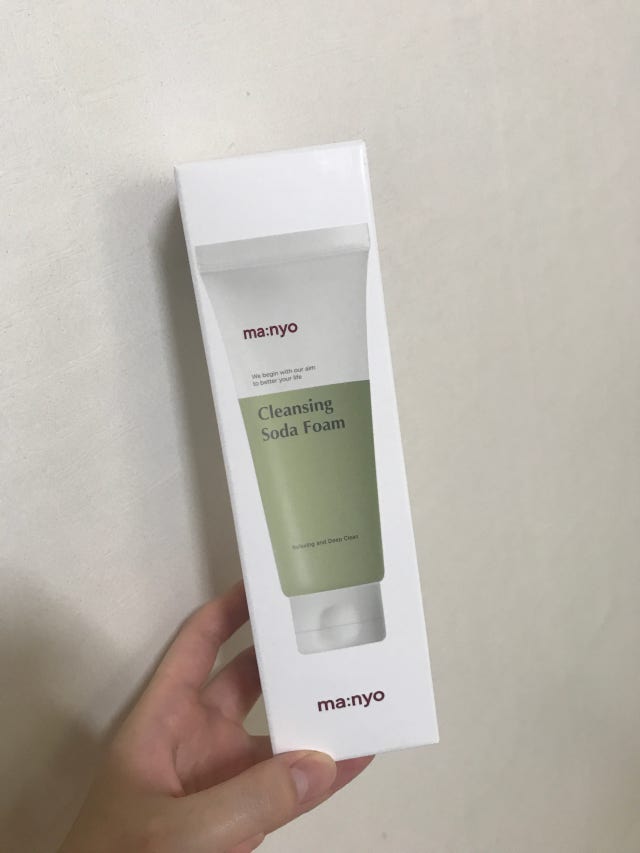 ma:nyo
We begin with our aim
to better your life
Cleansing
Soda Foam
Relaxing and Deep Clean
ma:nyo